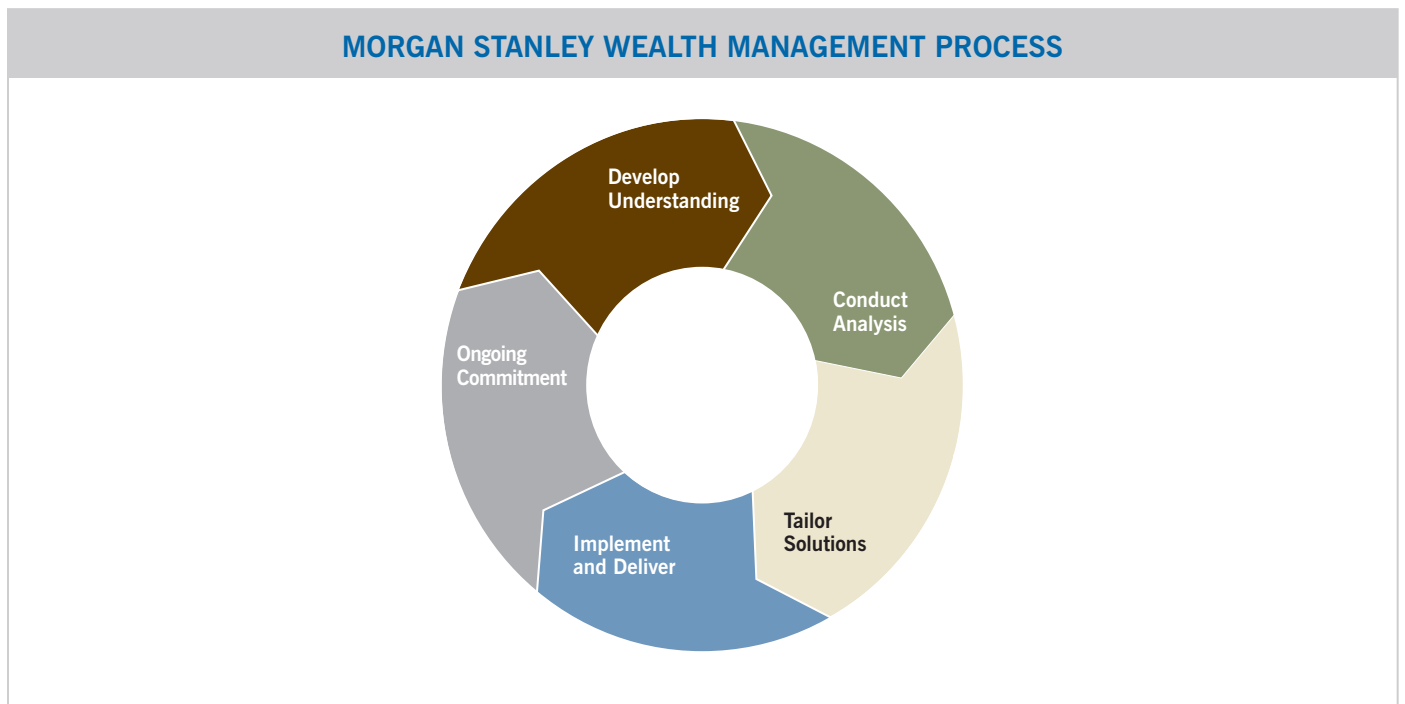 MORGAN STANLEY WEALTH MANAGEMENT PROCESS
Develop
Understanding
Conduct
Analysis
Tailor
Solutions
Implement
and Deliver
Ongoing
Commitment